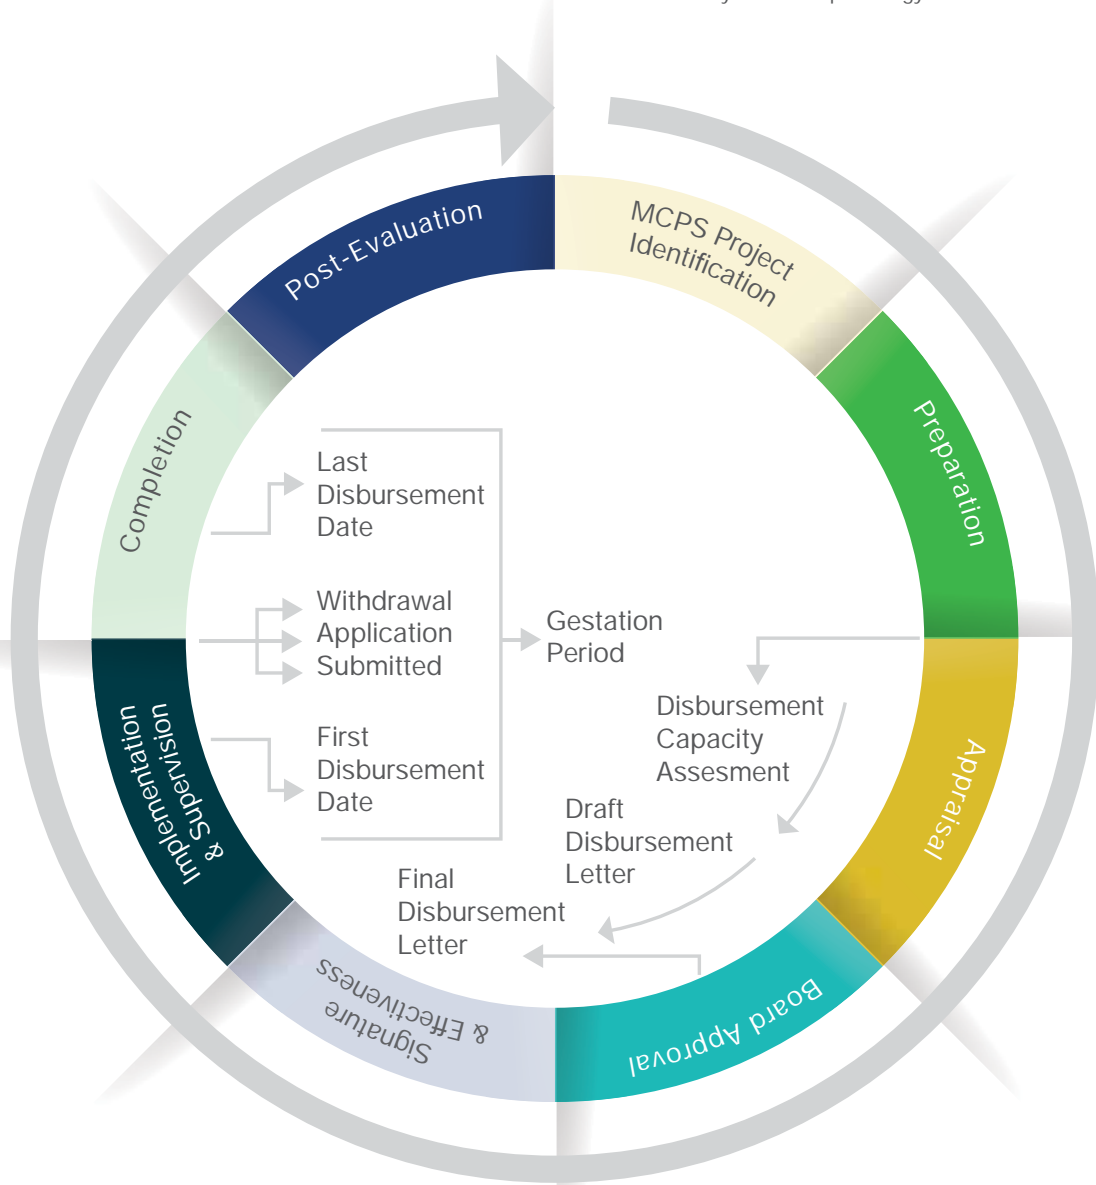 MCPS Project
Identification
Preparation
Appraisal
Board Approval
Signature
& Effectiveness
Implementation
& Supervision
Completion
Post-Evaluation
Last
Disbursement
Date
Withdrawal
Application
Submitted
First
Disbursement
Date
Gestation
Period
Disbursement
Capacity
Assesment
Draft
Disbursement
Letter
Final
Disbursement
Letter